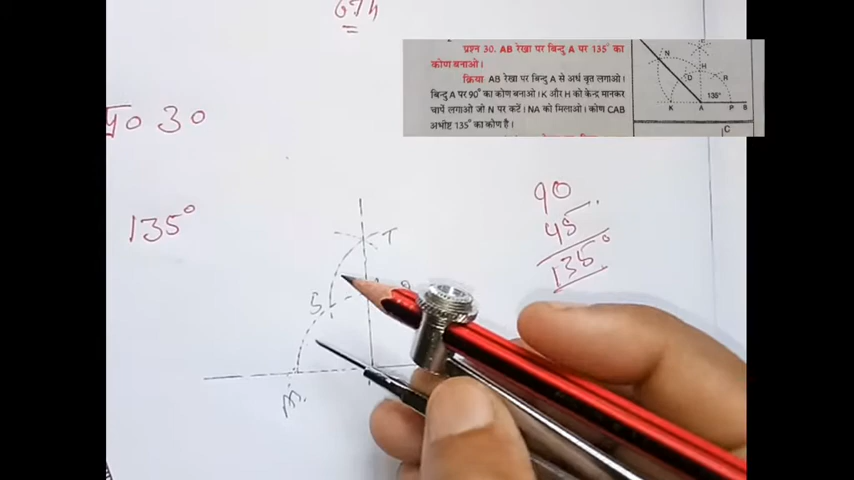 674
प्र० 30
135°
प्रश्न 30. AB रेखा पर बिन्दु A पर 135° का
कोण बनाओ।
क्रिया AB रेखा पर बिन्दु A से अर्ध वृत लगाओ।
बिन्दु A पर 90° का कोण बनाओ। K और H को केन्द्र मानकर
चापें लगाओ जो N पर कटें। NA को मिलाओ। कोण CAB
अभीष्ट 135° का कोण है।
N
H
D
R
135°
K
A
P
B
C
90
45
135°
T
S
M